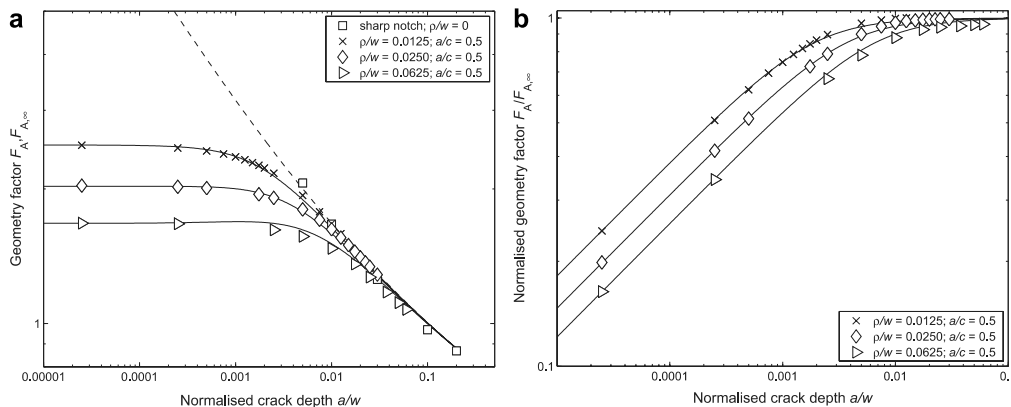 a
Geometry factor F_A, F_A,∞
sharp notch; ρ/w = 0
ρ/w = 0.0125; a/c = 0.5
ρ/w = 0.0250; a/c = 0.5
ρ/w = 0.0625; a/c = 0.5
1
0.00001
0.0001
0.001
0.01
0.1
Normalised crack depth a/w
b
Normalised geometry factor F_A/F_A,∞
1
0.1
ρ/w = 0.0125; a/c = 0.5
ρ/w = 0.0250; a/c = 0.5
ρ/w = 0.0625; a/c = 0.5
0.0001
0.001
0.01
0.
Normalised crack depth a/w